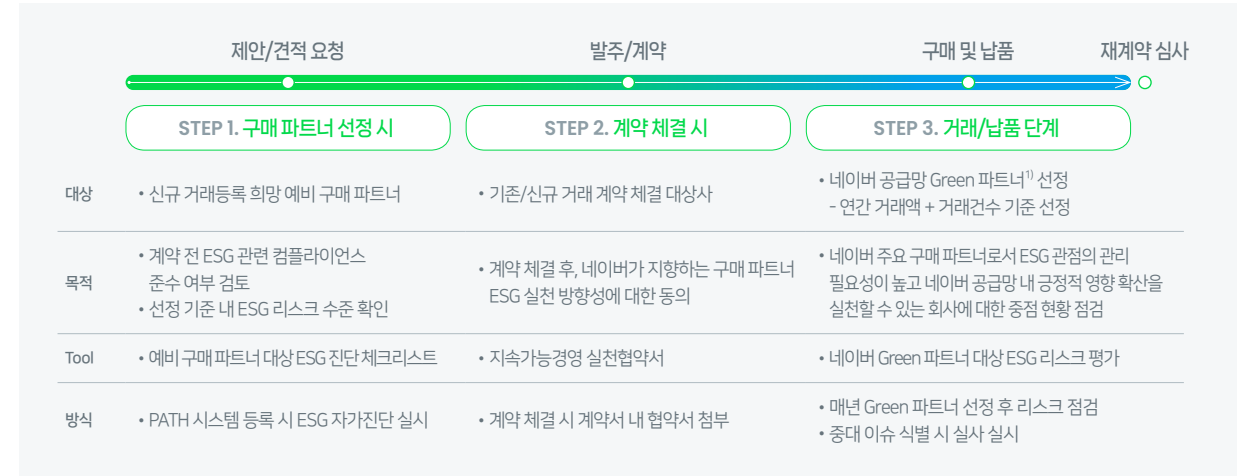 제안/견적 요청 발주/계약 구매 및 납품 재계약 심사
STEP 1. 구매 파트너 선정 시 STEP 2. 계약 체결 시 STEP 3. 거래/납품 단계
대상
• 신규 거래등록 희망 예비 구매 파트너
• 기존/신규 거래 계약 체결 대상사
• 네이버 공급망 Green 파트너1) 선정
- 연간 거래액 + 거래건수 기준 선정
목적
• 계약 전 ESG 관련 컴플라이언스
준수 여부 검토
• 선정 기준 내 ESG 리스크 수준 확인
• 계약 체결 후, 네이버가 지향하는 구매 파트너
ESG 실천 방향성에 대한 동의
• 네이버 주요 구매 파트너로서 ESG 관점의 관리
필요성이 높고 네이버 공급망 내 긍정적 영향 확산을
실천할 수 있는 회사에 대한 중점 현황 점검
Tool
• 예비 구매 파트너 대상 ESG 진단 체크리스트
• 지속가능경영 실천협약서
• 네이버 Green 파트너 대상 ESG 리스크 평가
방식
• PATH 시스템 등록 시 ESG 자가진단 실시
• 계약 체결 시 계약서 내 협약서 첨부
• 매년 Green 파트너 선정 후 리스크 점검
• 중대 이슈 식별 시 실사 실시